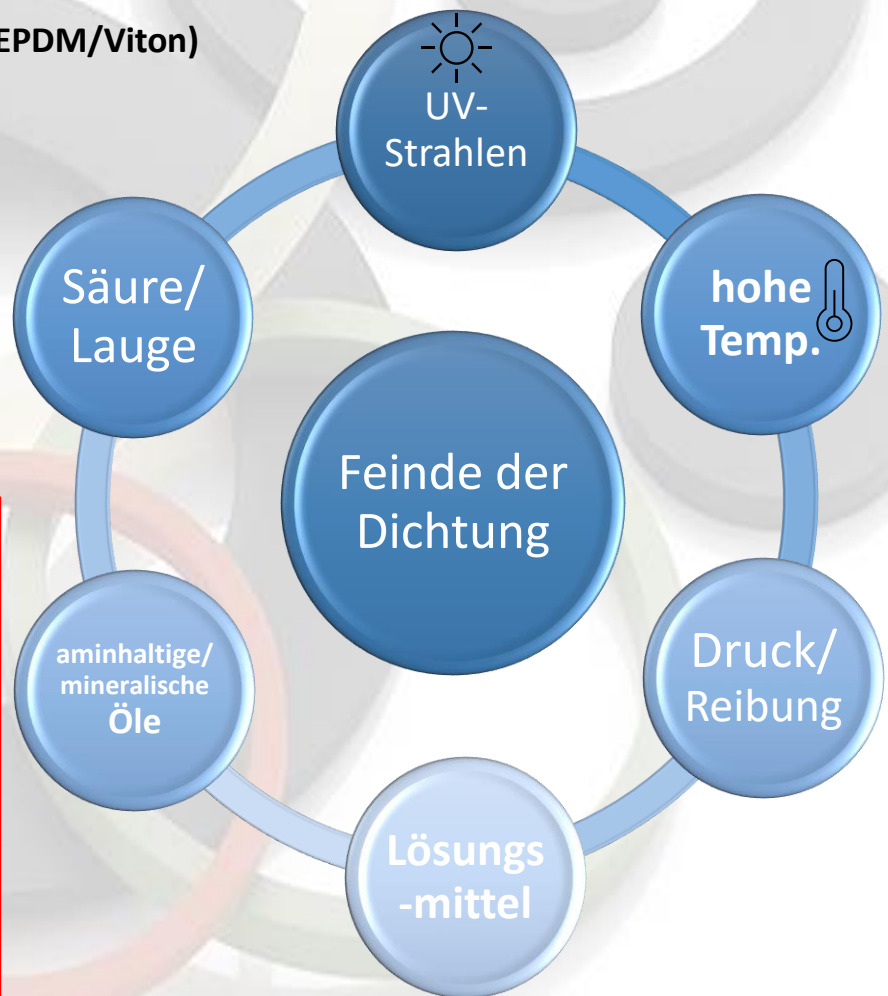 EPDM/Viton)
UV-
Strahlen
hohe
Temp.
Druck/
Reibung
Lösungs
-mittel
aminhaltige/
mineralische
Öle
Säure/
Lauge
Feinde der
Dichtung